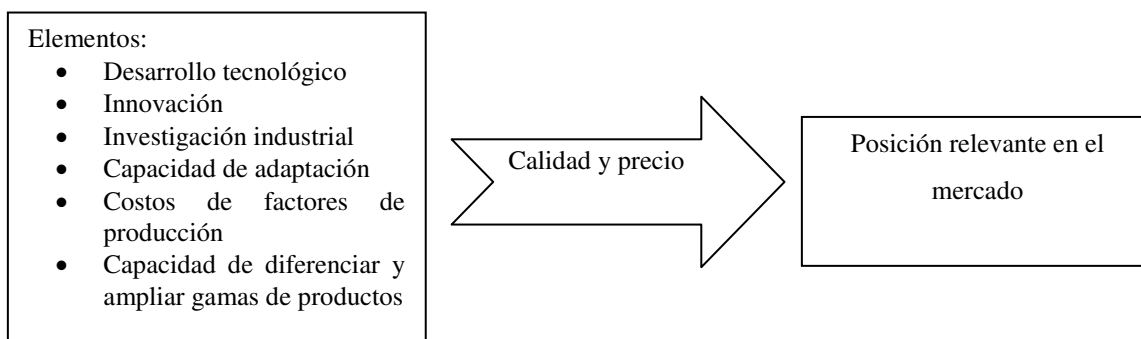 Elementos:
• Desarrollo tecnológico
• Innovación
• Investigación industrial
• Capacidad de adaptación
• Costos de factores de
producción
• Capacidad de diferenciar y
ampliar gamas de productos
Calidad y precio
Posición relevante en el
mercado